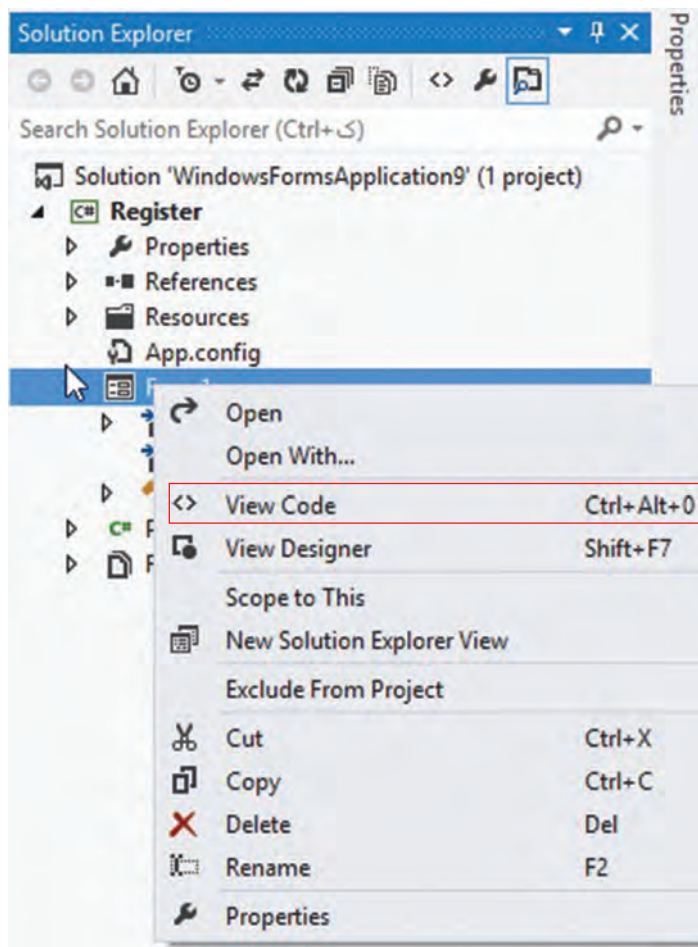 Solution Explorer
Properties
Search Solution Explorer (Ctrl+ک)
Solution 'WindowsFormsApplication9' (1 project)
C# Register
Properties
References
Resources
App.config
Open
Open With...
View Code Ctrl+Alt+0
View Designer Shift+F7
C#
Scope to This
New Solution Explorer View
Exclude From Project
Cut Ctrl+X
Copy Ctrl+C
Delete Del
Rename F2
Properties